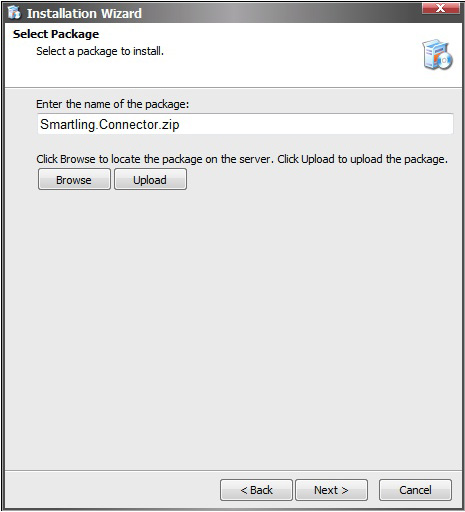 Installation Wizard
Select Package
Select a package to install.
Enter the name of the package:
Smartling.Connector.zip
Click Browse to locate the package on the server. Click Upload to upload the package.
Browse Upload
< Back Next > Cancel